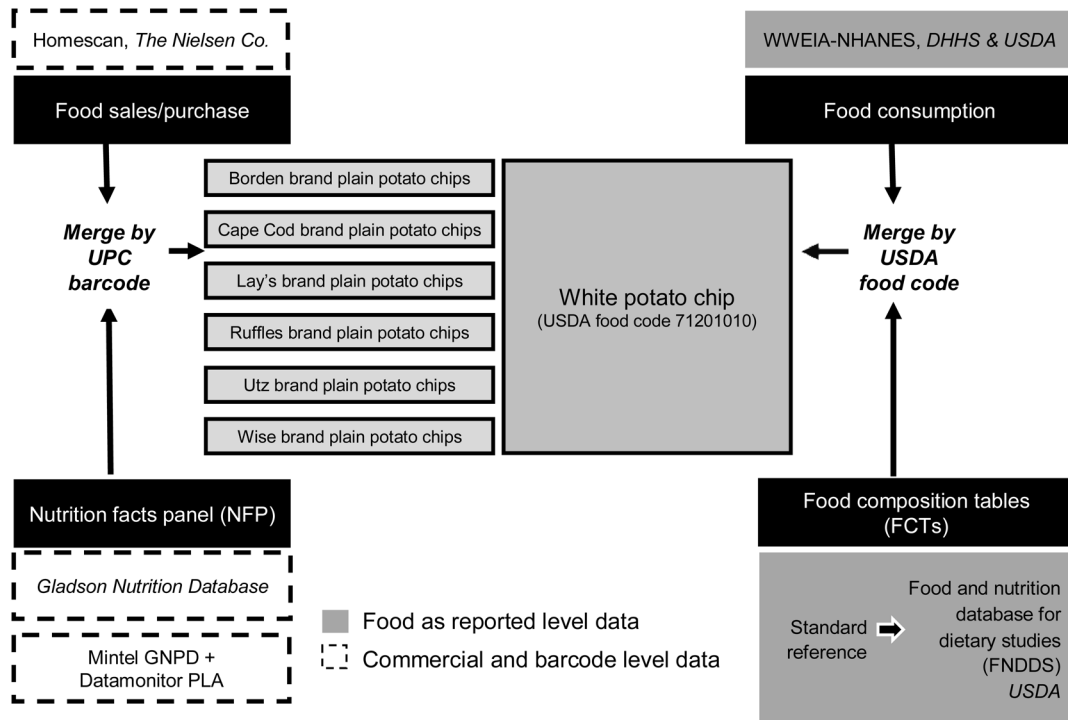 Homescan, The Nielsen Co.
Food sales/purchase
Merge by
UPC
barcode
Nutrition facts panel (NFP)
Gladson Nutrition Database
Mintel GNPD +
Datamonitor PLA
Borden brand plain potato chips
Cape Cod brand plain potato chips
Lay's brand plain potato chips
Ruffles brand plain potato chips
Utz brand plain potato chips
Wise brand plain potato chips
White potato chip
(USDA food code 71201010)
WWEIA-NHANES, DHHS & USDA
Food consumption
Merge by
USDA
food code
Food composition tables
(FCTs)
Standard
reference
Food and nutrition
database for
dietary studies
(FNDDS)
USDA
Food as reported level data
Commercial and barcode level data